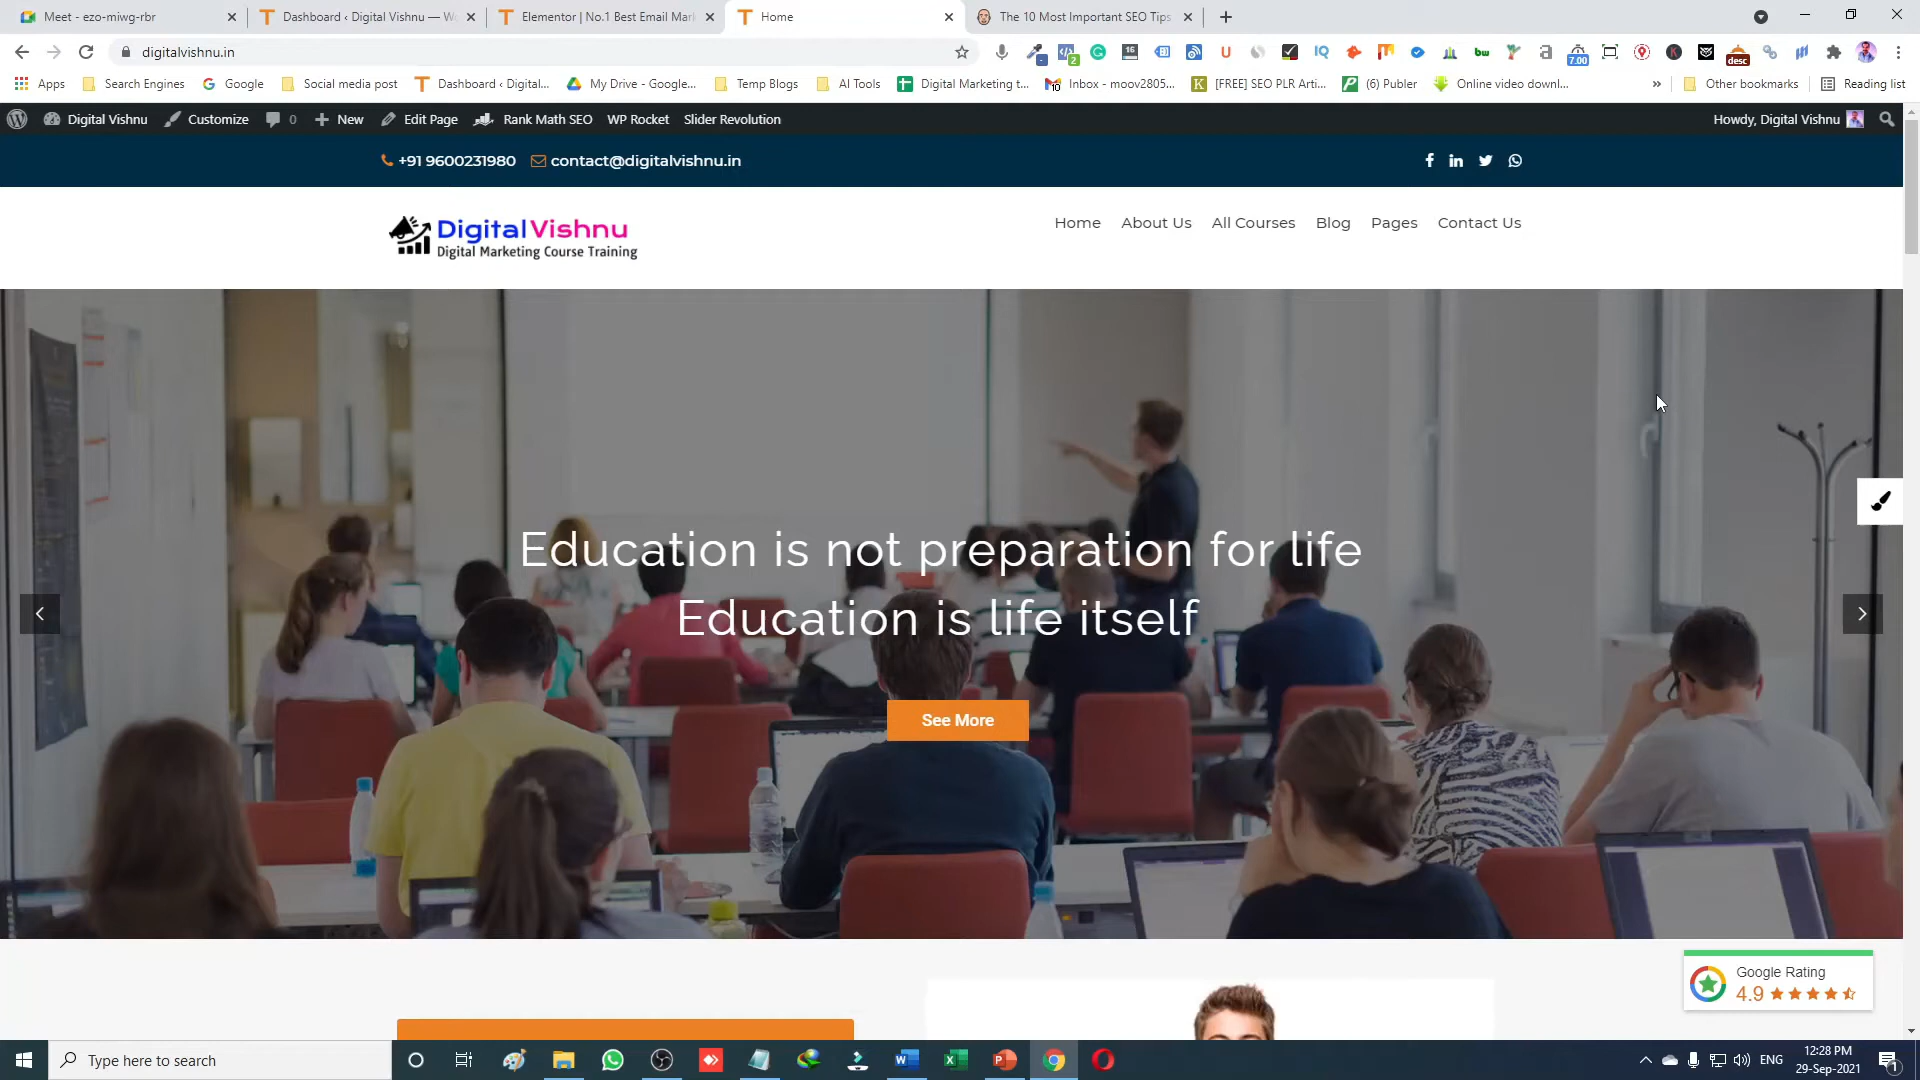 Meet - ezo-miwg-rbr
Dashboard ‹ Digital Vishnu — Wo
Elementor | No.1 Best Email Mar
Home
The 10 Most Important SEO Tips
digitalvishnu.in
Apps
Search Engines
Google
Social media post
Dashboard ‹ Digital...
My Drive - Google...
Temp Blogs
AI Tools
Digital Marketing t...
Inbox - moov2805...
[FREE] SEO PLR Arti...
(6) Publer
Online video downl...
»
Other bookmarks
Reading list
Digital Vishnu
Customize
0
New
Edit Page
Rank Math SEO
WP Rocket
Slider Revolution
Howdy, Digital Vishnu
+91 9600231980
contact@digitalvishnu.in
Digital Vishnu
Digital Marketing Course Training
Home
About Us
All Courses
Blog
Pages
Contact Us
Education is not preparation for life
Education is life itself
See More
Google Rating
4.9
Type here to search
ENG
12:28 PM
29-Sep-2021